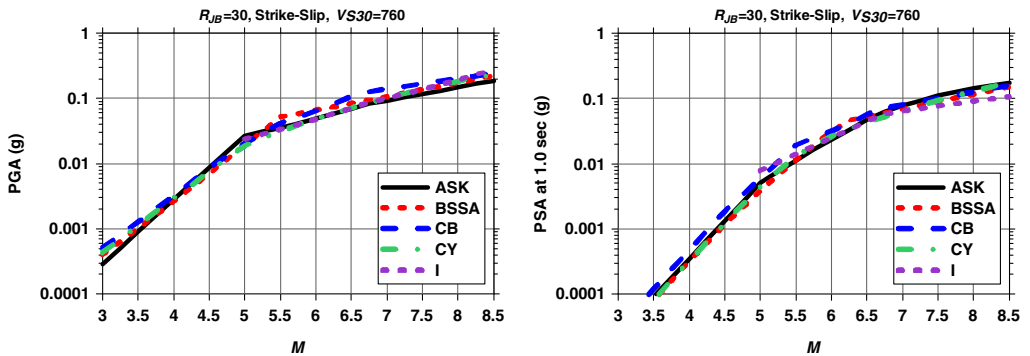 R_JB=30, Strike-Slip, VS30=760
PGA (g)
1
0.1
0.01
0.001
0.0001
3 3.5 4 4.5 5 5.5 6 6.5 7 7.5 8 8.5
M
ASK
BSSA
CB
CY
I
R_JB=30, Strike-Slip, VS30=760
PSA at 1.0 sec (g)
1
0.1
0.01
0.001
0.0001
3 3.5 4 4.5 5 5.5 6 6.5 7 7.5 8 8.5
M
ASK
BSSA
CB
CY
I